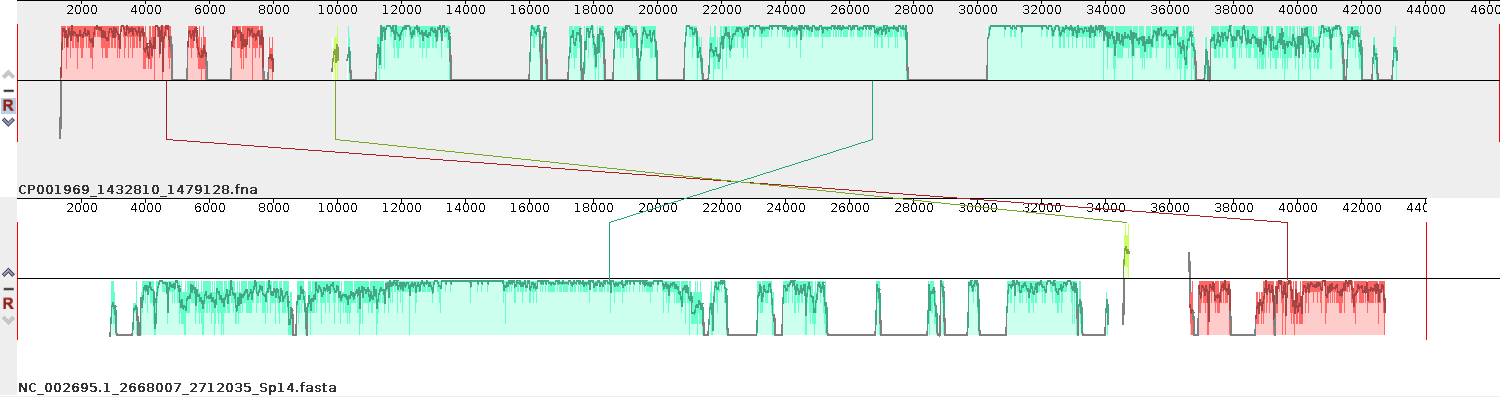 2000 4000 6000 8000 10000 12000 14000 16000 18000 20000 22000 24000 26000 28000 30000 32000 34000 36000 38000 40000 42000 44000 4600
R
CP001969_1432810_1479128.fna
2000 4000 6000 8000 10000 12000 14000 16000 18000 20000 22000 24000 26000 28000 30000 32000 34000 36000 38000 40000 42000 440
R
NC_002695.1_2668007_2712035_Sp14.fasta